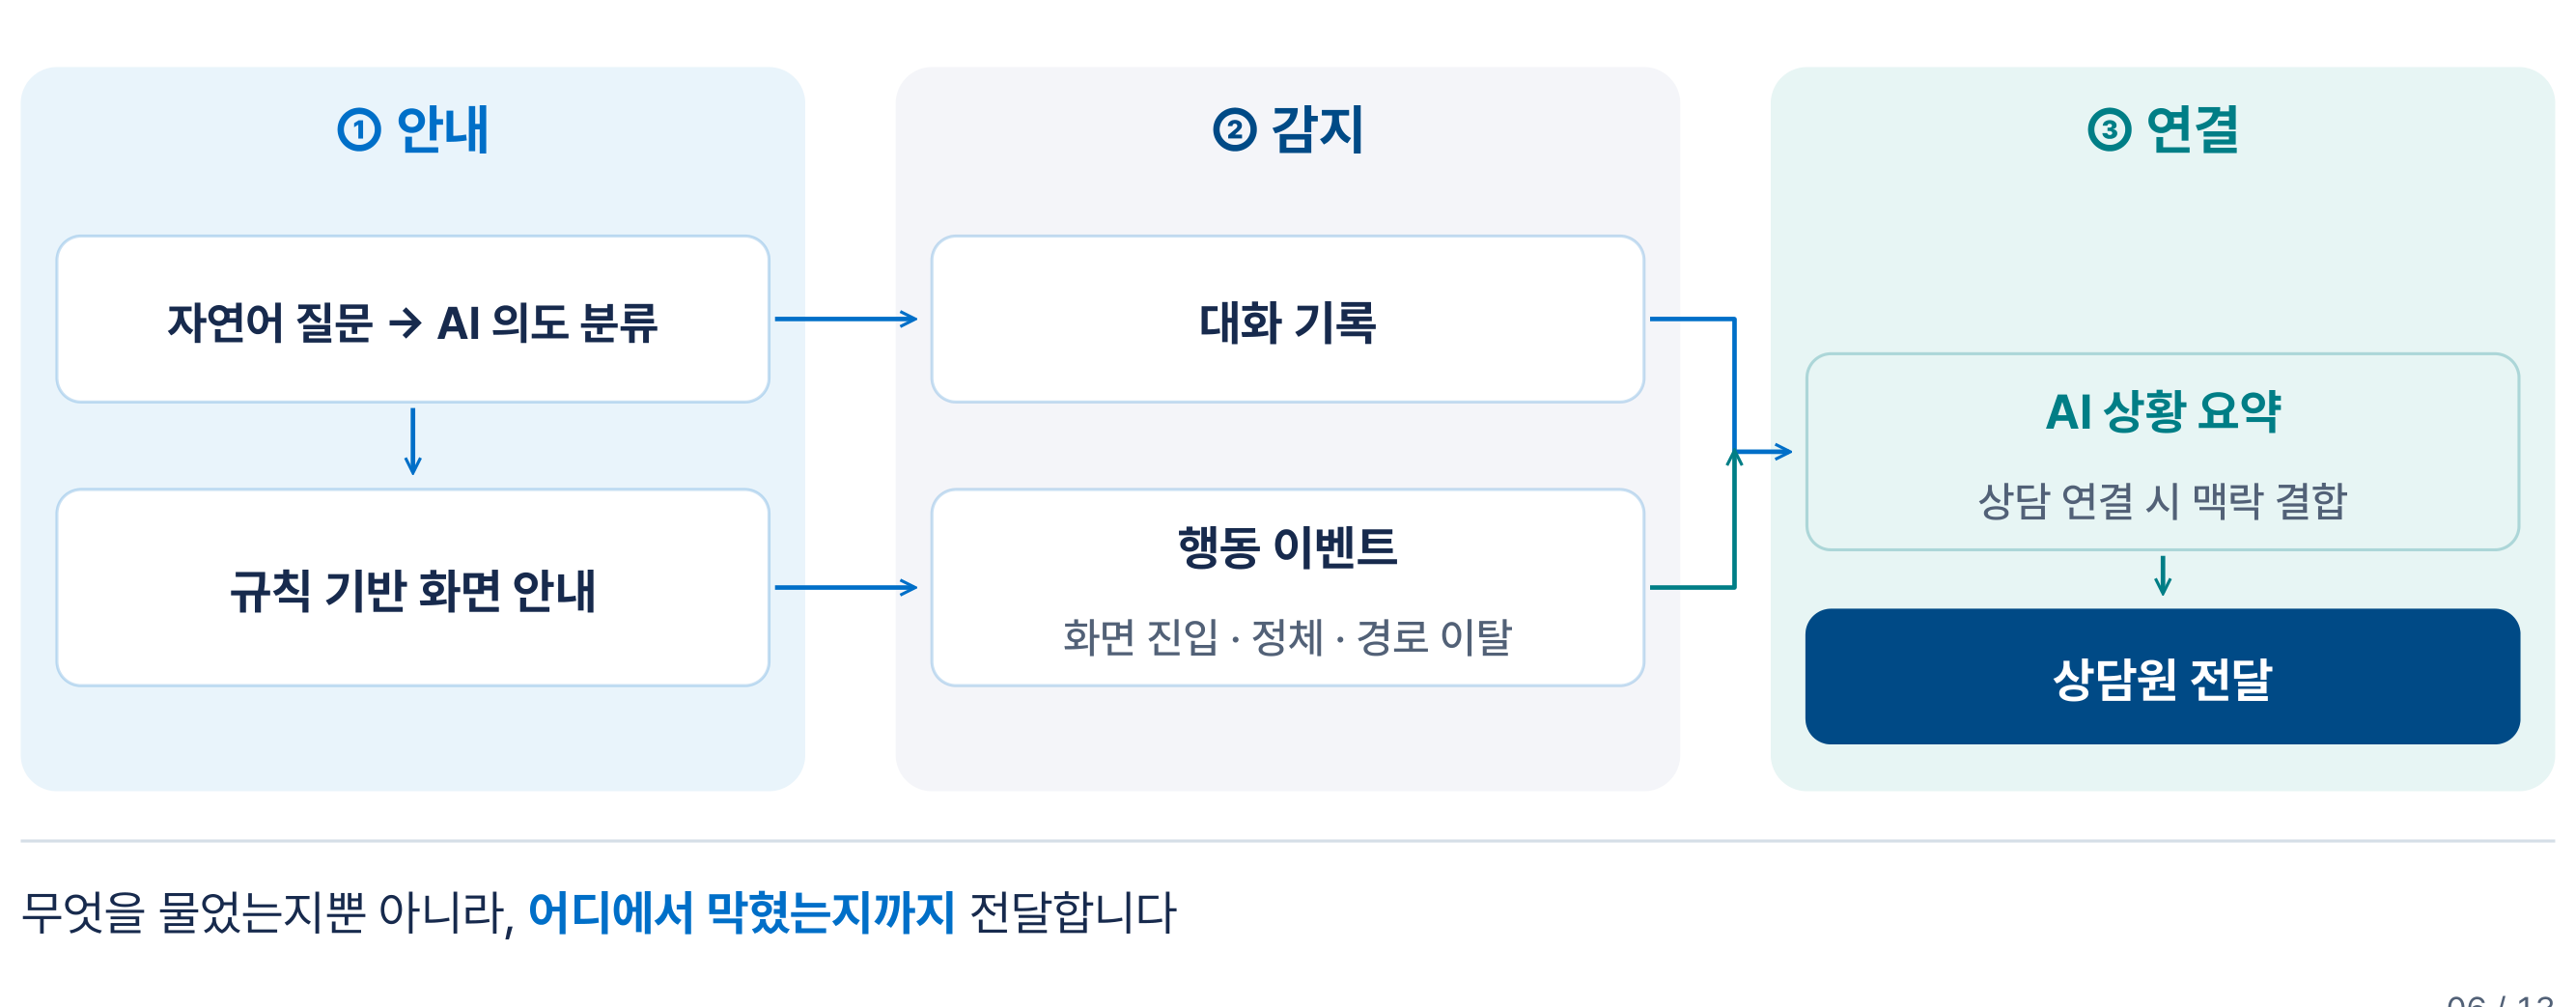 ① 안내
자연어 질문 → AI 의도 분류
규칙 기반 화면 안내
② 감지
대화 기록
행동 이벤트
화면 진입 · 정체 · 경로 이탈
③ 연결
AI 상황 요약
상담 연결 시 맥락 결합
상담원 전달
무엇을 물었는지뿐 아니라, 어디에서 막혔는지까지 전달합니다